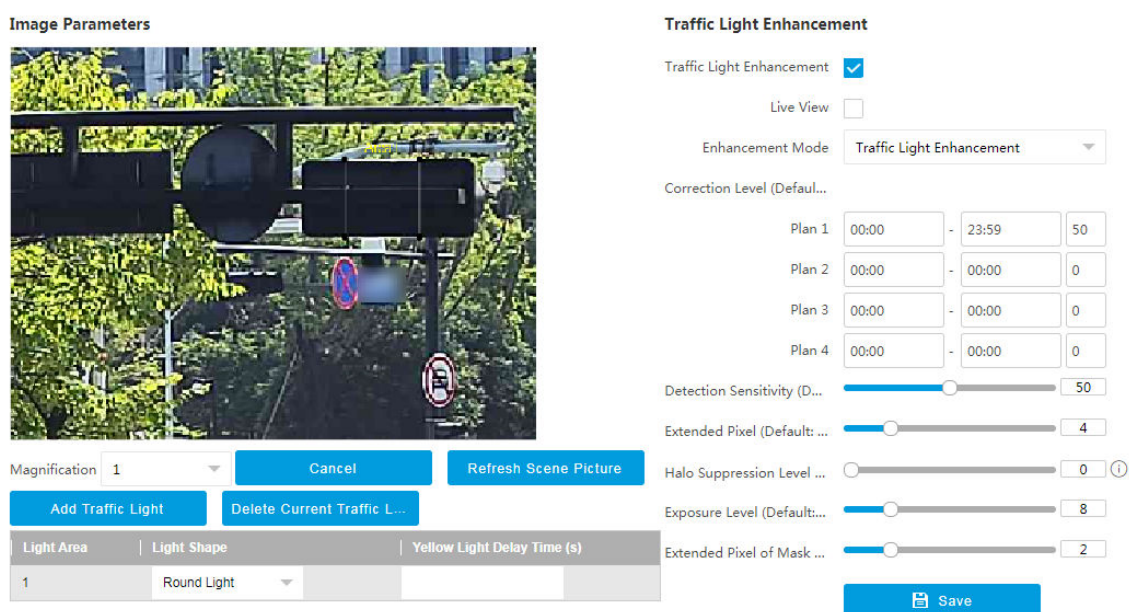 Image Parameters
Magnification 1
Cancel
Refresh Scene Picture
Add Traffic Light
Delete Current Traffic L...
Light Area Light Shape Yellow Light Delay Time (s)
1 Round Light
Traffic Light Enhancement
Traffic Light Enhancement
Live View
Enhancement Mode Traffic Light Enhancement
Correction Level (Defaul...
Plan 1 00:00 - 23:59 50
Plan 2 00:00 - 00:00 0
Plan 3 00:00 - 00:00 0
Plan 4 00:00 - 00:00 0
Detection Sensitivity (D... 50
Extended Pixel (Default: ... 4
Halo Suppression Level ... 0
Exposure Level (Default:... 8
Extended Pixel of Mask ... 2
Save